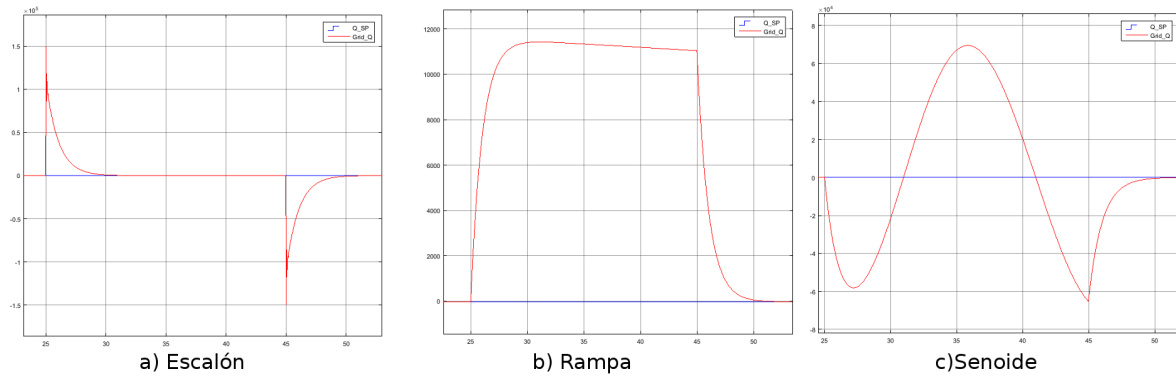 ×10⁵
Q_SP
Grid_Q
1.5
1
0.5
0
-0.5
-1
-1.5
25 30 35 40 45 50
a) Escalón
Q_SP
Grid_Q
12000
10000
8000
6000
4000
2000
0
25 30 35 40 45 50
b) Rampa
×10⁴
Q_SP
Grid_Q
8
6
4
2
0
-2
-4
-6
-8
25 30 35 40 45 50
c)Senoide